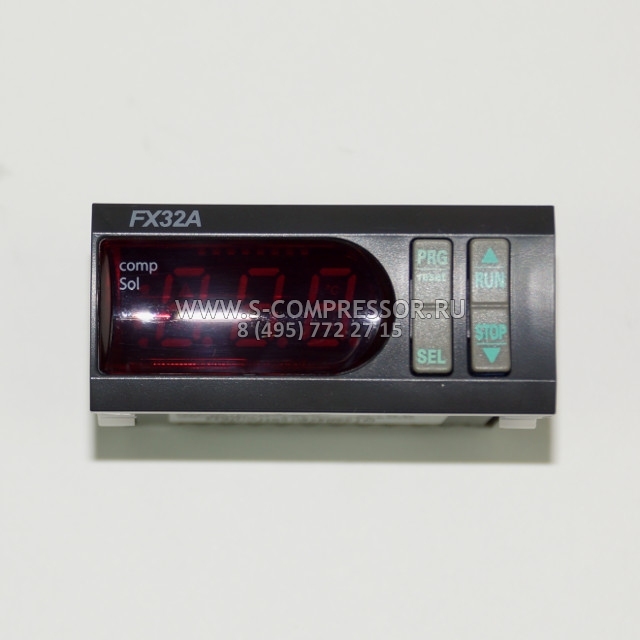 FX32A
comp
Sol
PRG
reset
SEL
RUN
STOP
WWW.S-COMPRESSOR.RU
8 (495) 772 27 15